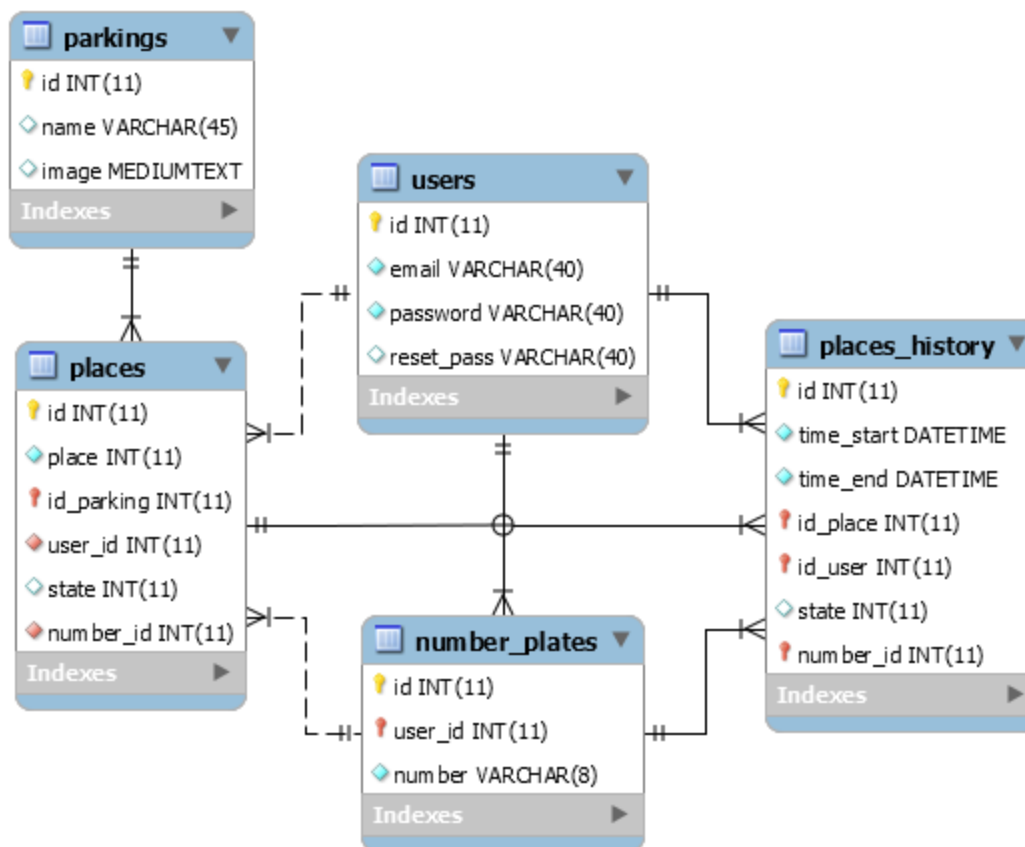 parkings
id INT(11)
name VARCHAR(45)
image MEDIUMTEXT
Indexes
users
id INT(11)
email VARCHAR(40)
password VARCHAR(40)
reset_pass VARCHAR(40)
Indexes
places
id INT(11)
place INT(11)
id_parking INT(11)
user_id INT(11)
state INT(11)
number_id INT(11)
Indexes
places_history
id INT(11)
time_start DATETIME
time_end DATETIME
id_place INT(11)
id_user INT(11)
state INT(11)
number_id INT(11)
Indexes
number_plates
id INT(11)
user_id INT(11)
number VARCHAR(8)
Indexes